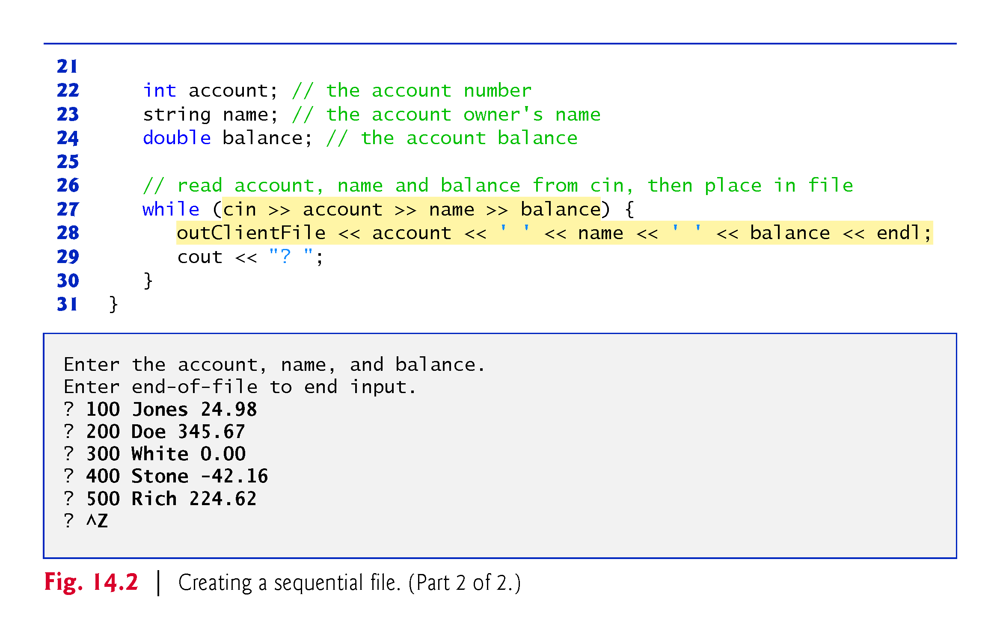 21
22 int account; // the account number
23 string name; // the account owner's name
24 double balance; // the account balance
25
26 // read account, name and balance from cin, then place in file
27 while (cin >> account >> name >> balance) {
28 outClientFile << account << ' ' << name << ' ' << balance << endl;
29 cout << "? ";
30 }
31 }
Enter the account, name, and balance.
Enter end-of-file to end input.
? 100 Jones 24.98
? 200 Doe 345.67
? 300 White 0.00
? 400 Stone -42.16
? 500 Rich 224.62
? ^Z
Fig. 14.2 | Creating a sequential file. (Part 2 of 2.)